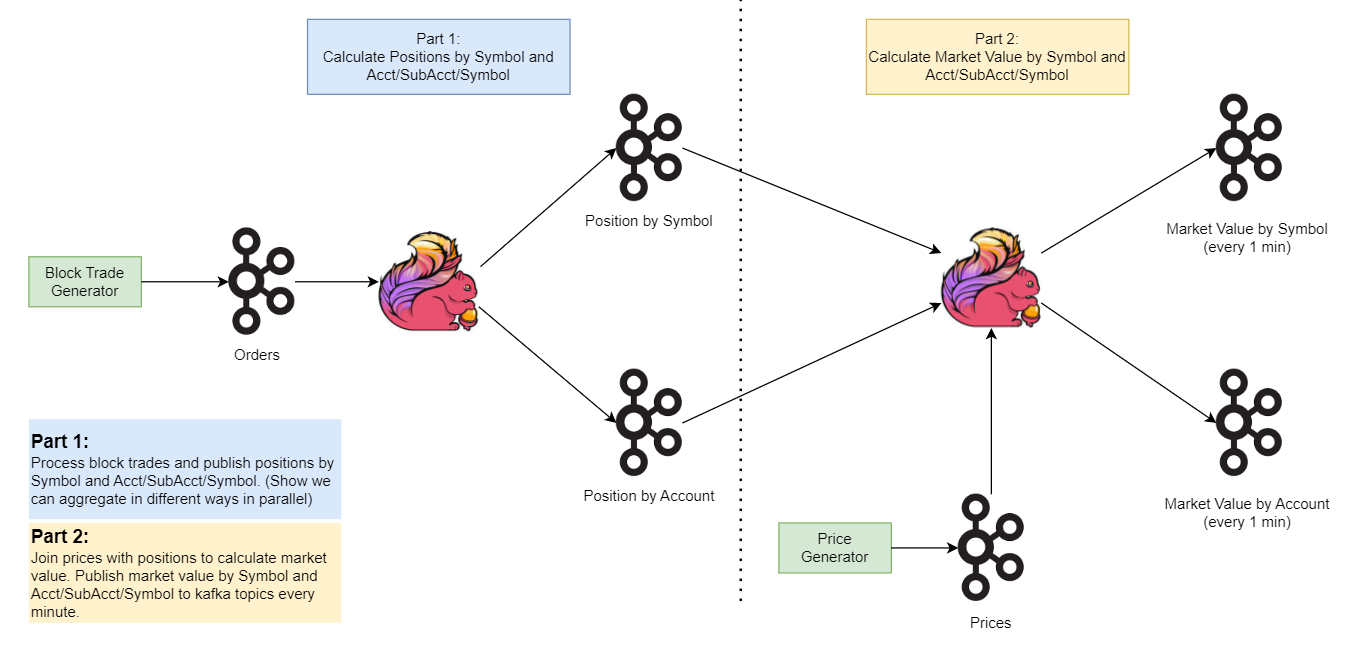 Part 1:
Calculate Positions by Symbol and
Acct/SubAcct/Symbol
Part 2:
Calculate Market Value by Symbol and
Acct/SubAcct/Symbol
Position by Symbol
Market Value by Symbol
(every 1 min)
Block Trade
Generator
Orders
Part 1:
Process block trades and publish positions by
Symbol and Acct/SubAcct/Symbol. (Show we
can aggregate in different ways in parallel)
Position by Account
Market Value by Account
(every 1 min)
Part 2:
Join prices with positions to calculate market
value. Publish market value by Symbol and
Acct/SubAcct/Symbol to kafka topics every
minute.
Price
Generator
Prices